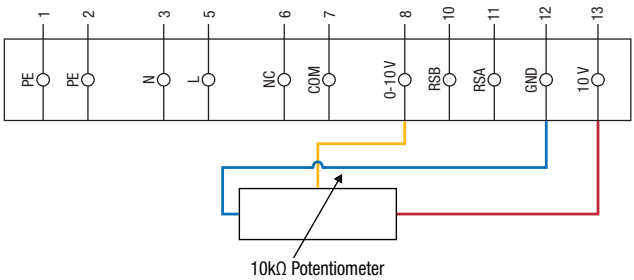 1 2 3 5 6 7 8 10 11 12 13
PE PE N L NC COM 0-10 V RSB RSA GND 10 V
10kΩ Potentiometer